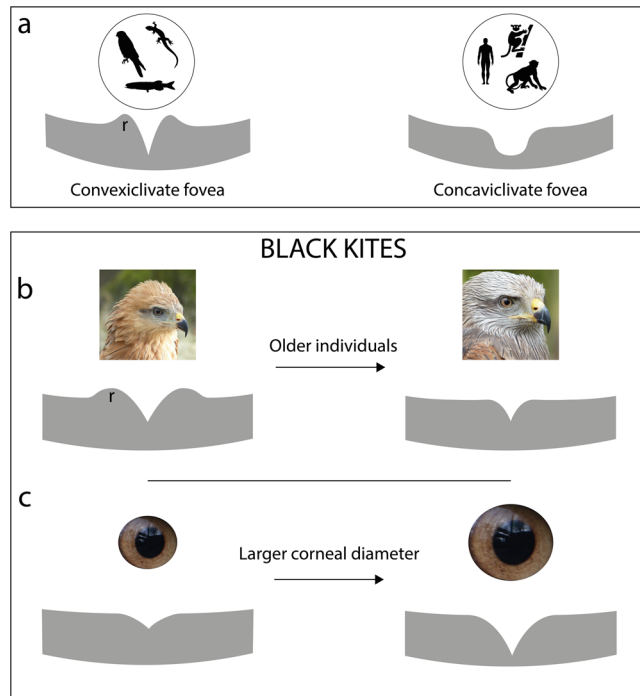 a
r
Convexiclivate fovea
Concaviclivate fovea
BLACK KITES
b
Older individuals
r
c
Larger corneal diameter